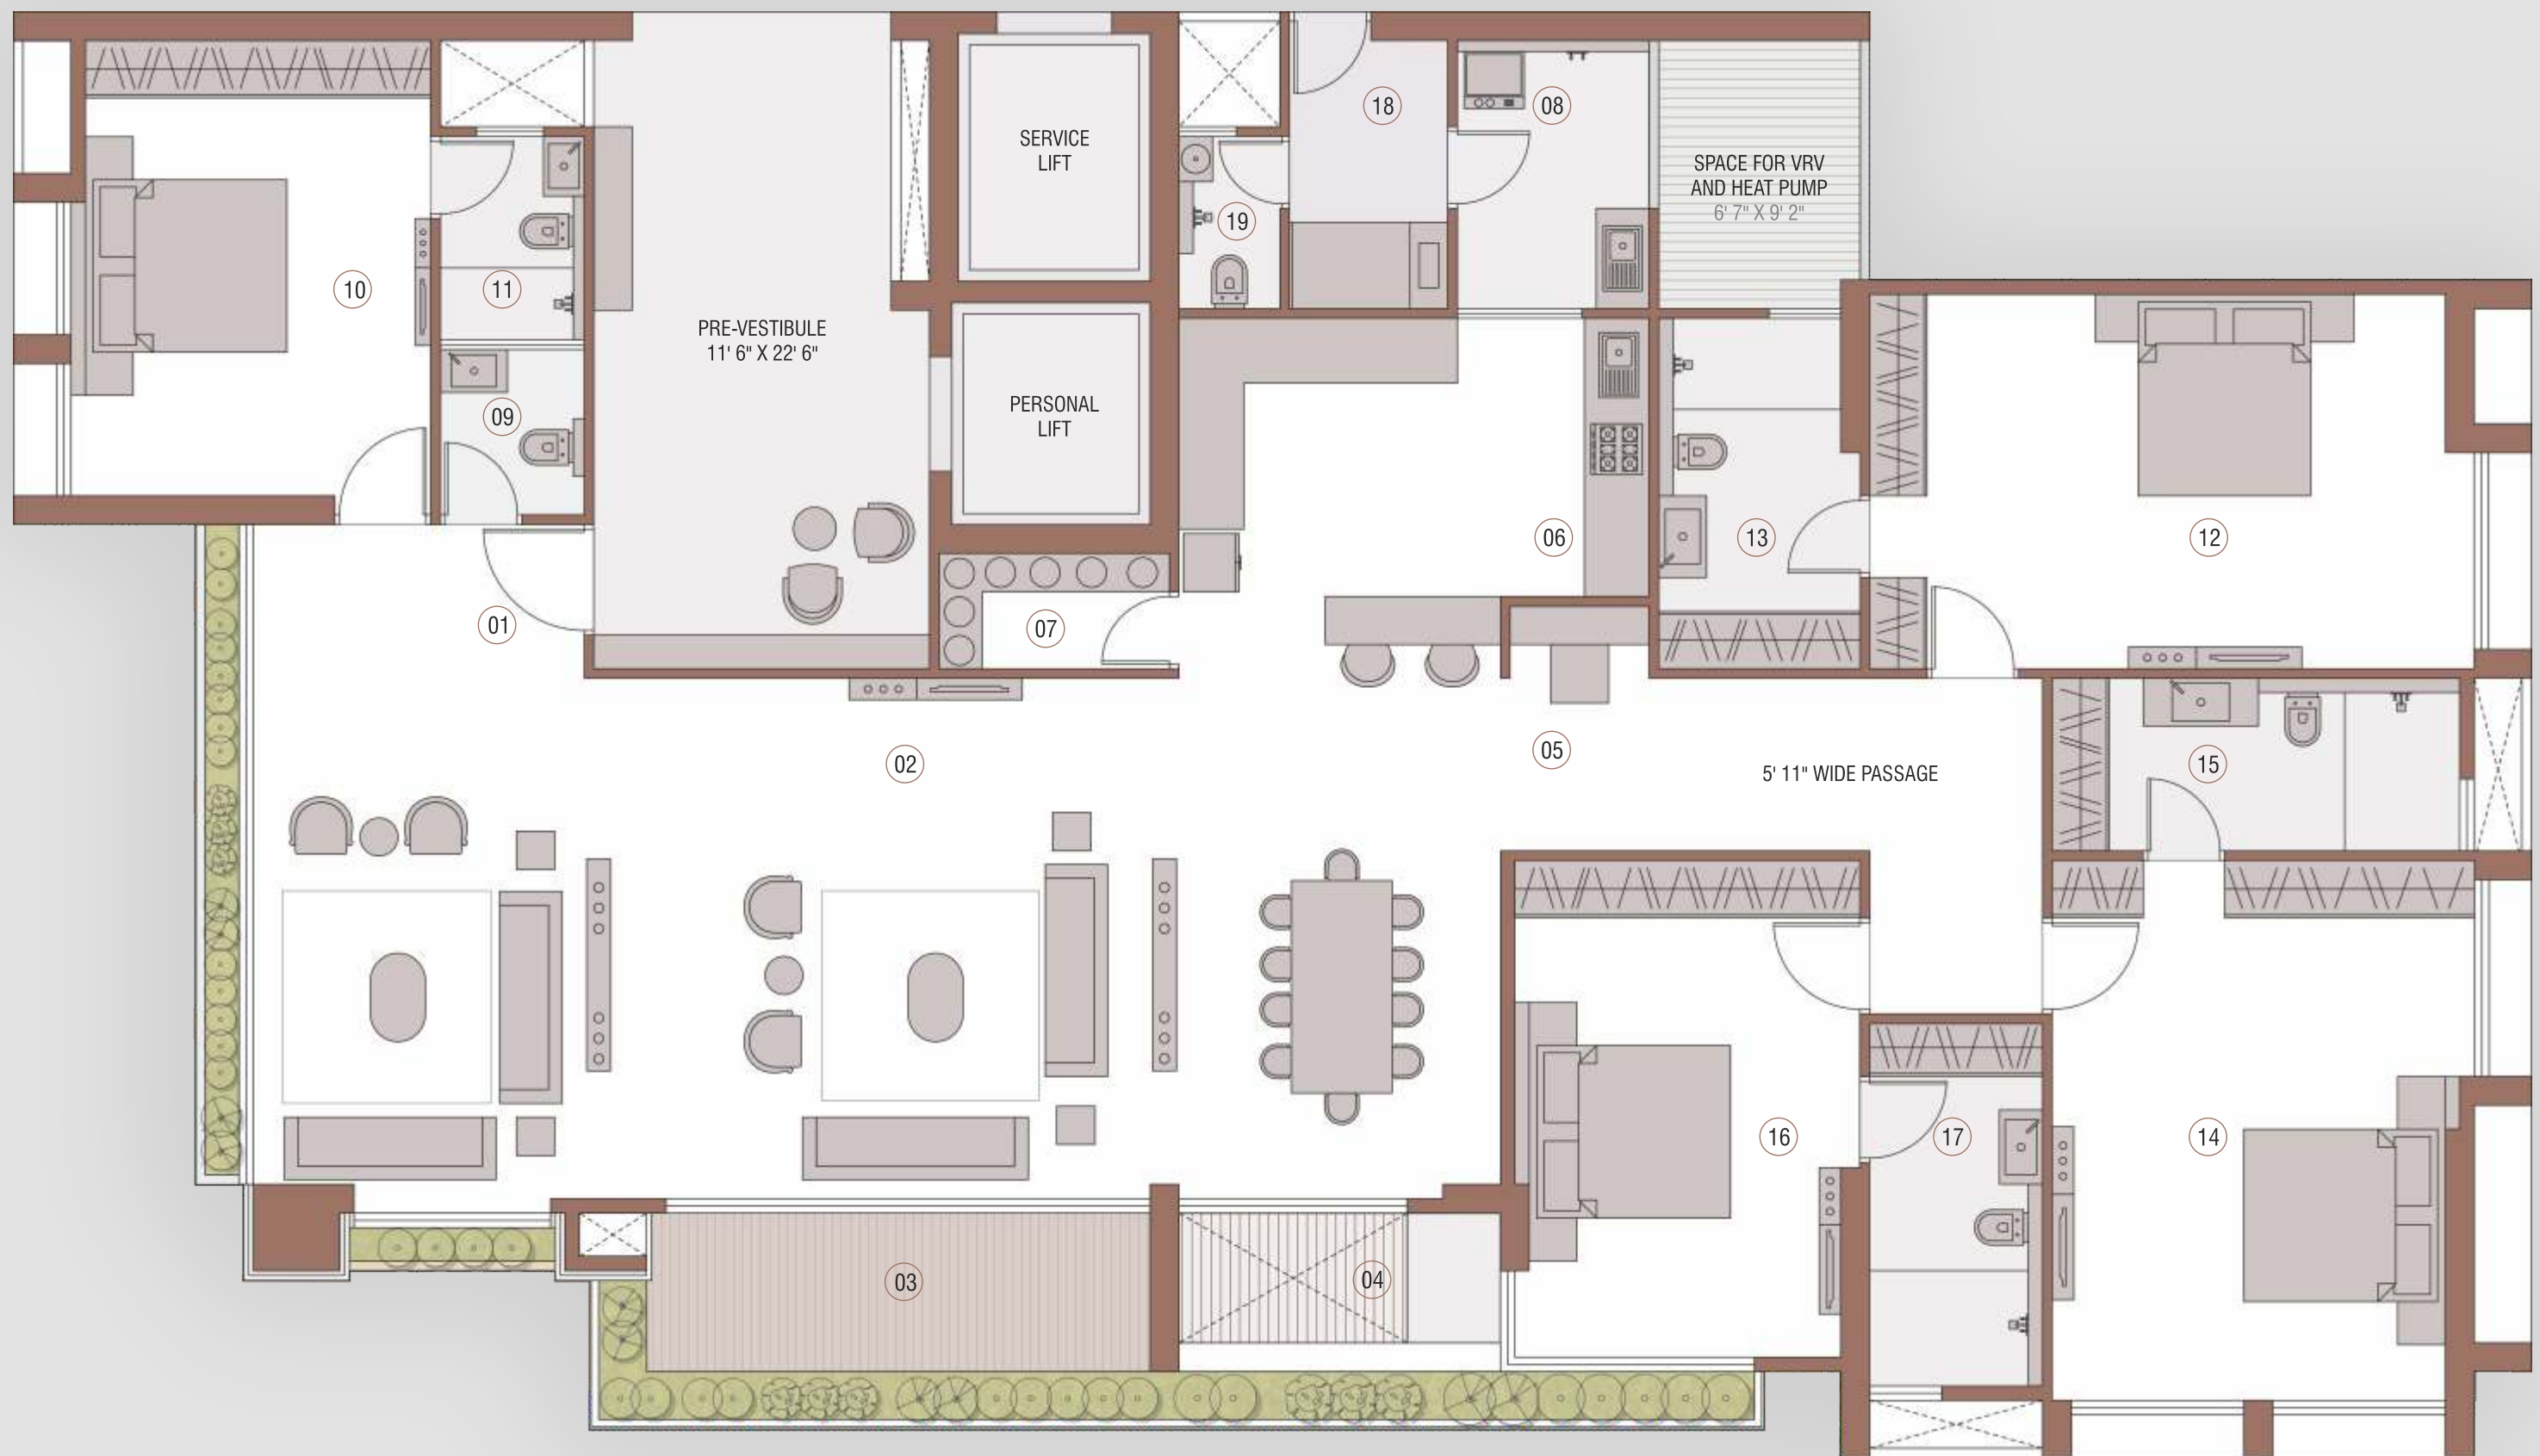 18
08
SERVICE
LIFT
SPACE FOR VRV
AND HEAT PUMP
6' 7" X 9' 2"
19
10
11
PRE-VESTIBULE
11' 6" X 22' 6"
PERSONAL
LIFT
09
06
13
12
01
07
02
05
5' 11" WIDE PASSAGE
15
16
17
14
03
04